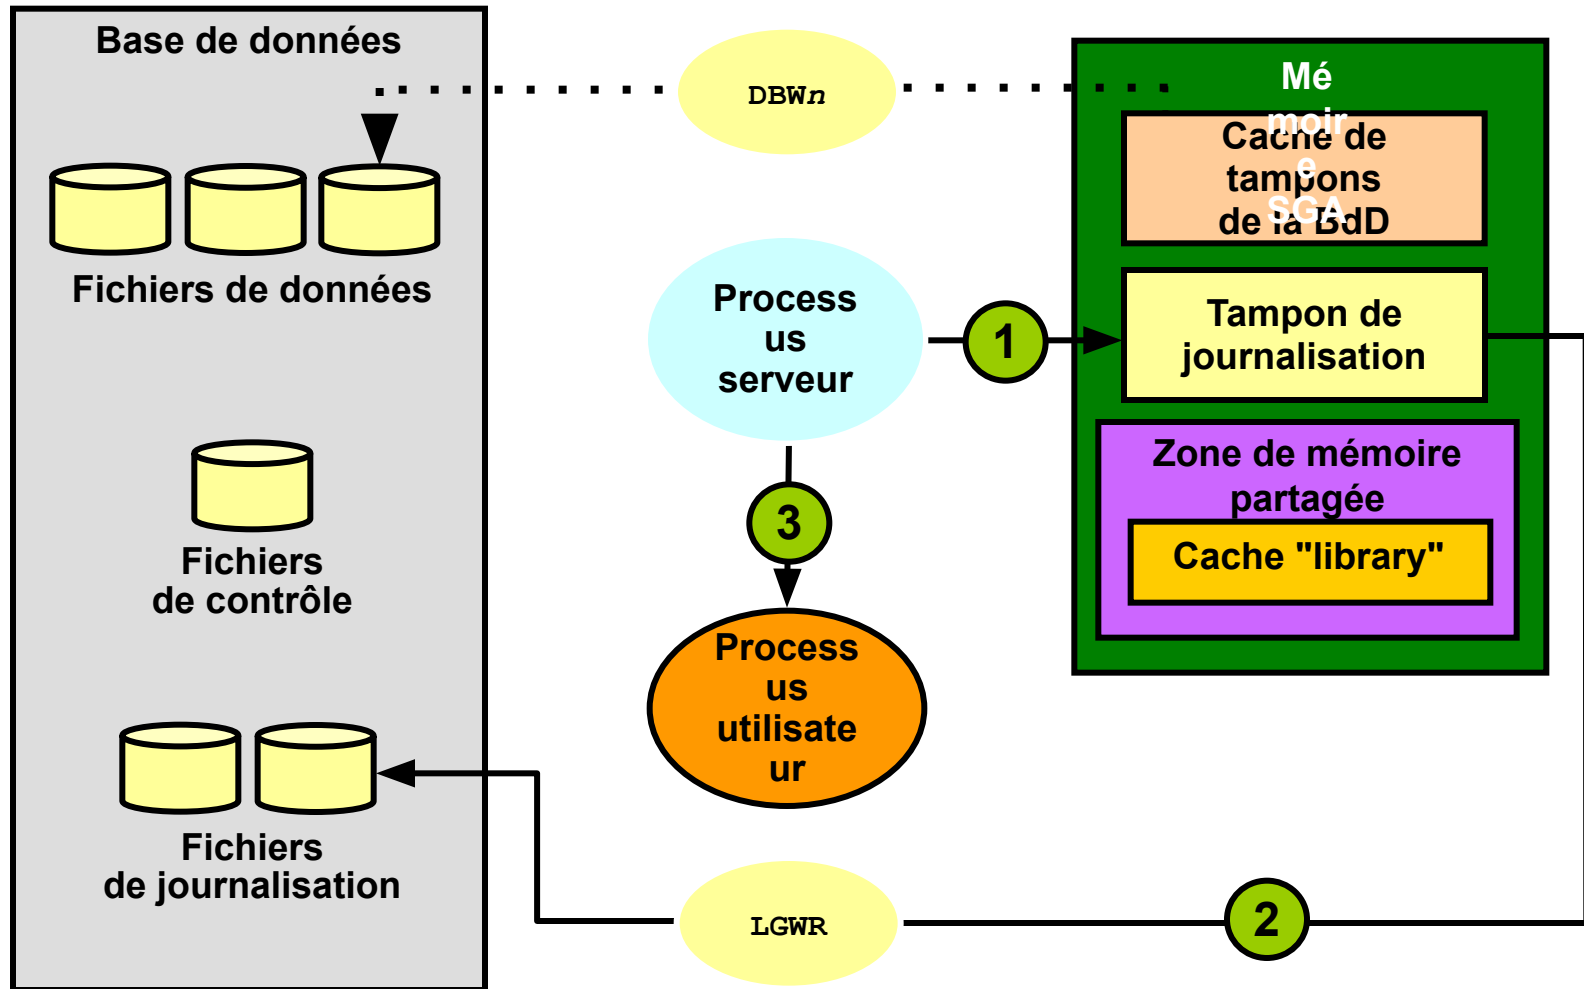 Base de données
Fichiers de données
Fichiers
de contrôle
Fichiers
de journalisation
DBWn
Process
us
serveur
1
3
Process
us
utilisate
ur
LGWR
2
Mé
moir
e
SGA
Cache de
tampons
de la BdD
Tampon de
journalisation
Zone de mémoire
partagée
Cache "library"